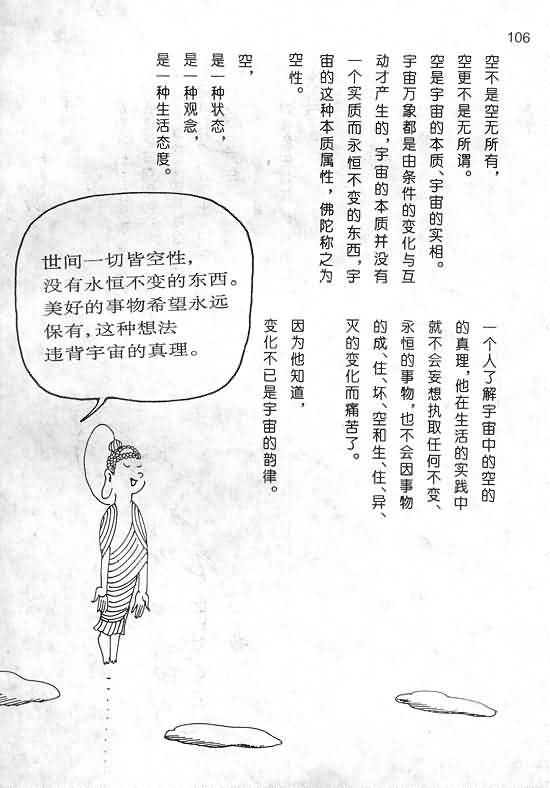 106
空不是空无所有，
空更不是无所谓。
空是宇宙的本质、宇宙的实相。
宇宙万象都是由条件的变化与互
动才产生的，宇宙的本质并没有
一个实质而永恒不变的东西，宇
宙的这种本质属性，佛陀称之为
空性。
空，
是一种状态，
是一种观念，
是一种生活态度。
一个人了解宇宙中的空的
的真理，他在生活的实践中
就不会妄想执取任何不变、
永恒的事物，也不会因事物
的成、住、坏、空和生、住、异、
灭的变化而痛苦了。
因为他知道，
变化不已是宇宙的韵律。
世间一切皆空性，
没有永恒不变的东西。
美好的事物希望永远
保有，这种想法
违背宇宙的真理。